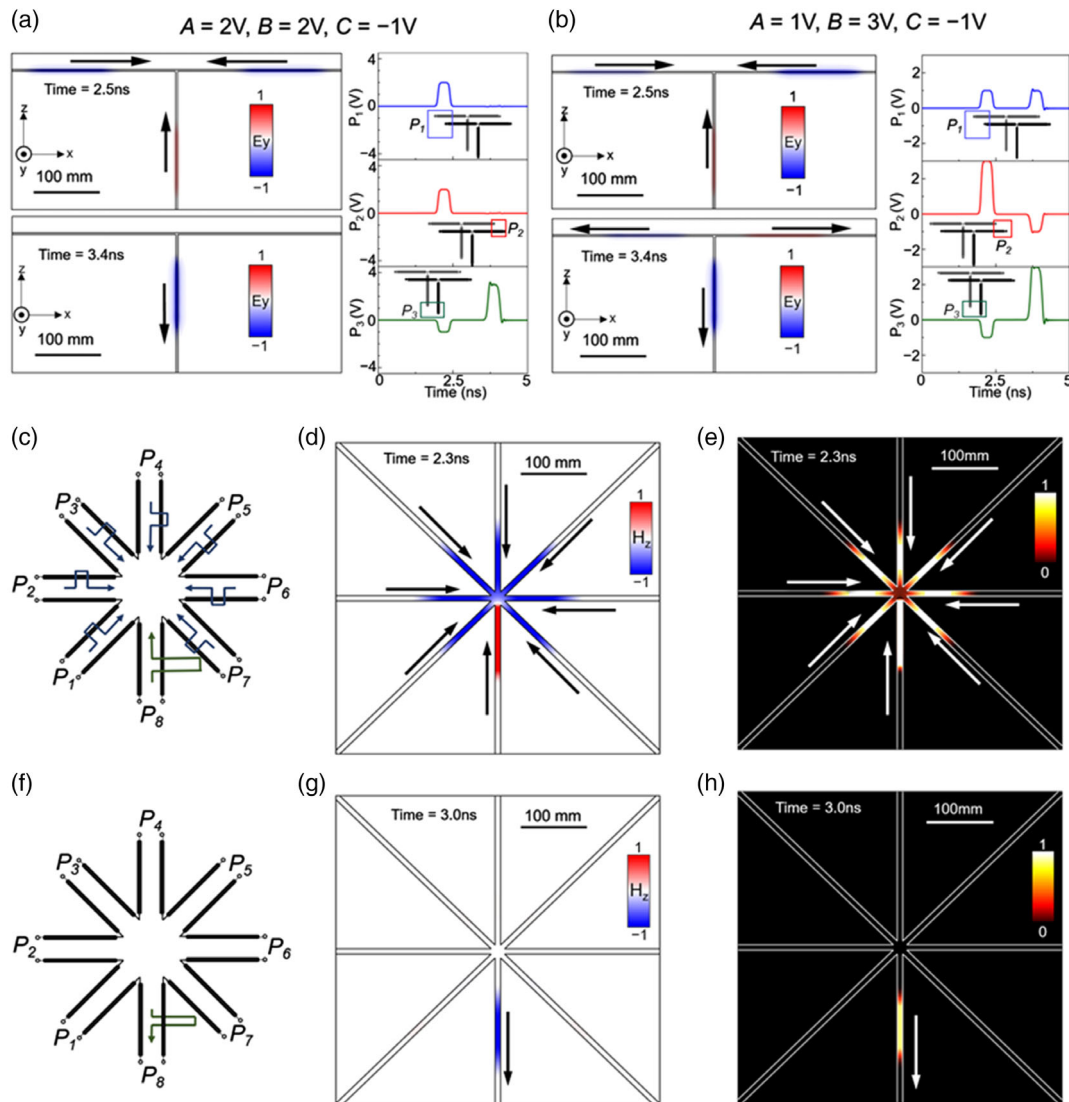 (a)
A = 2V, B = 2V, C = −1V
Time = 2.5ns
z
x
y
100 mm
1
Ey
−1
Time = 3.4ns
z
x
y
100 mm
1
Ey
−1
P1 (V)
4
0
−4
P1
P2 (V)
4
0
−4
P2
P3 (V)
4
0
−4
P3
0
2.5
5
Time (ns)
(b)
A = 1V, B = 3V, C = −1V
Time = 2.5ns
z
x
y
100 mm
1
Ey
−1
Time = 3.4ns
z
x
y
100 mm
1
Ey
−1
P1 (V)
2
0
−2
P1
P2 (V)
2
0
−2
P2
P3 (V)
2
0
−2
P3
0
2.5
5
Time (ns)
(c)
P4
P3
P5
P2
P6
P1
P7
P8
(d)
Time = 2.3ns
100 mm
1
Hz
−1
(e)
Time = 2.3ns
100mm
1
0
(f)
P4
P3
P5
P2
P6
P1
P7
P8
(g)
Time = 3.0ns
100 mm
1
Hz
−1
(h)
Time = 3.0ns
100mm
1
0